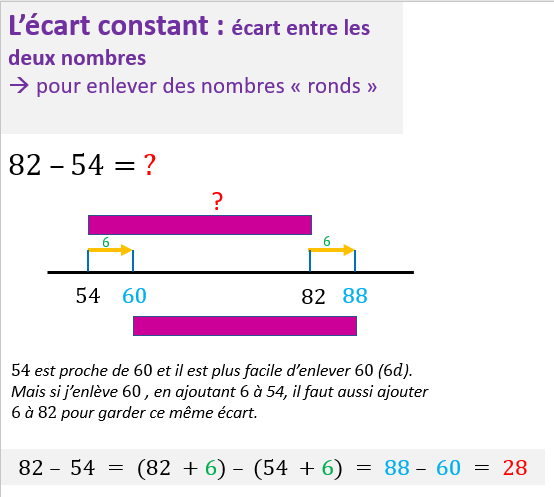 L'écart constant : écart entre les
deux nombres
→ pour enlever des nombres « ronds »
82 – 54 = ?
?
6 6
54 60 82 88
54 est proche de 60 et il est plus facile d'enlever 60 (6d).
Mais si j'enlève 60 , en ajoutant 6 à 54, il faut aussi ajouter
6 à 82 pour garder ce même écart.
82 – 54 = (82 + 6) – (54 + 6) = 88 – 60 = 28